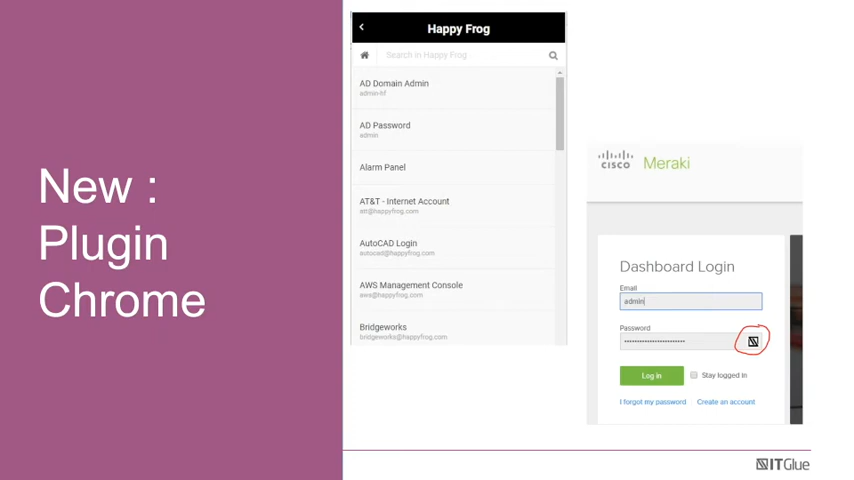 New :
Plugin
Chrome
Happy Frog
Search in Happy Frog
AD Domain Admin
admin-hf
AD Password
admin
Alarm Panel
AT&T - Internet Account
att@happyfrog.com
AutoCAD Login
autocad@happyfrog.com
AWS Management Console
aws@happyfrog.com
Bridgeworks
bridgeworks@happyfrog.com
CISCO Meraki
Dashboard Login
Email
admin
Password
Log in
Stay logged in
I forgot my password
Create an account
ITGlue